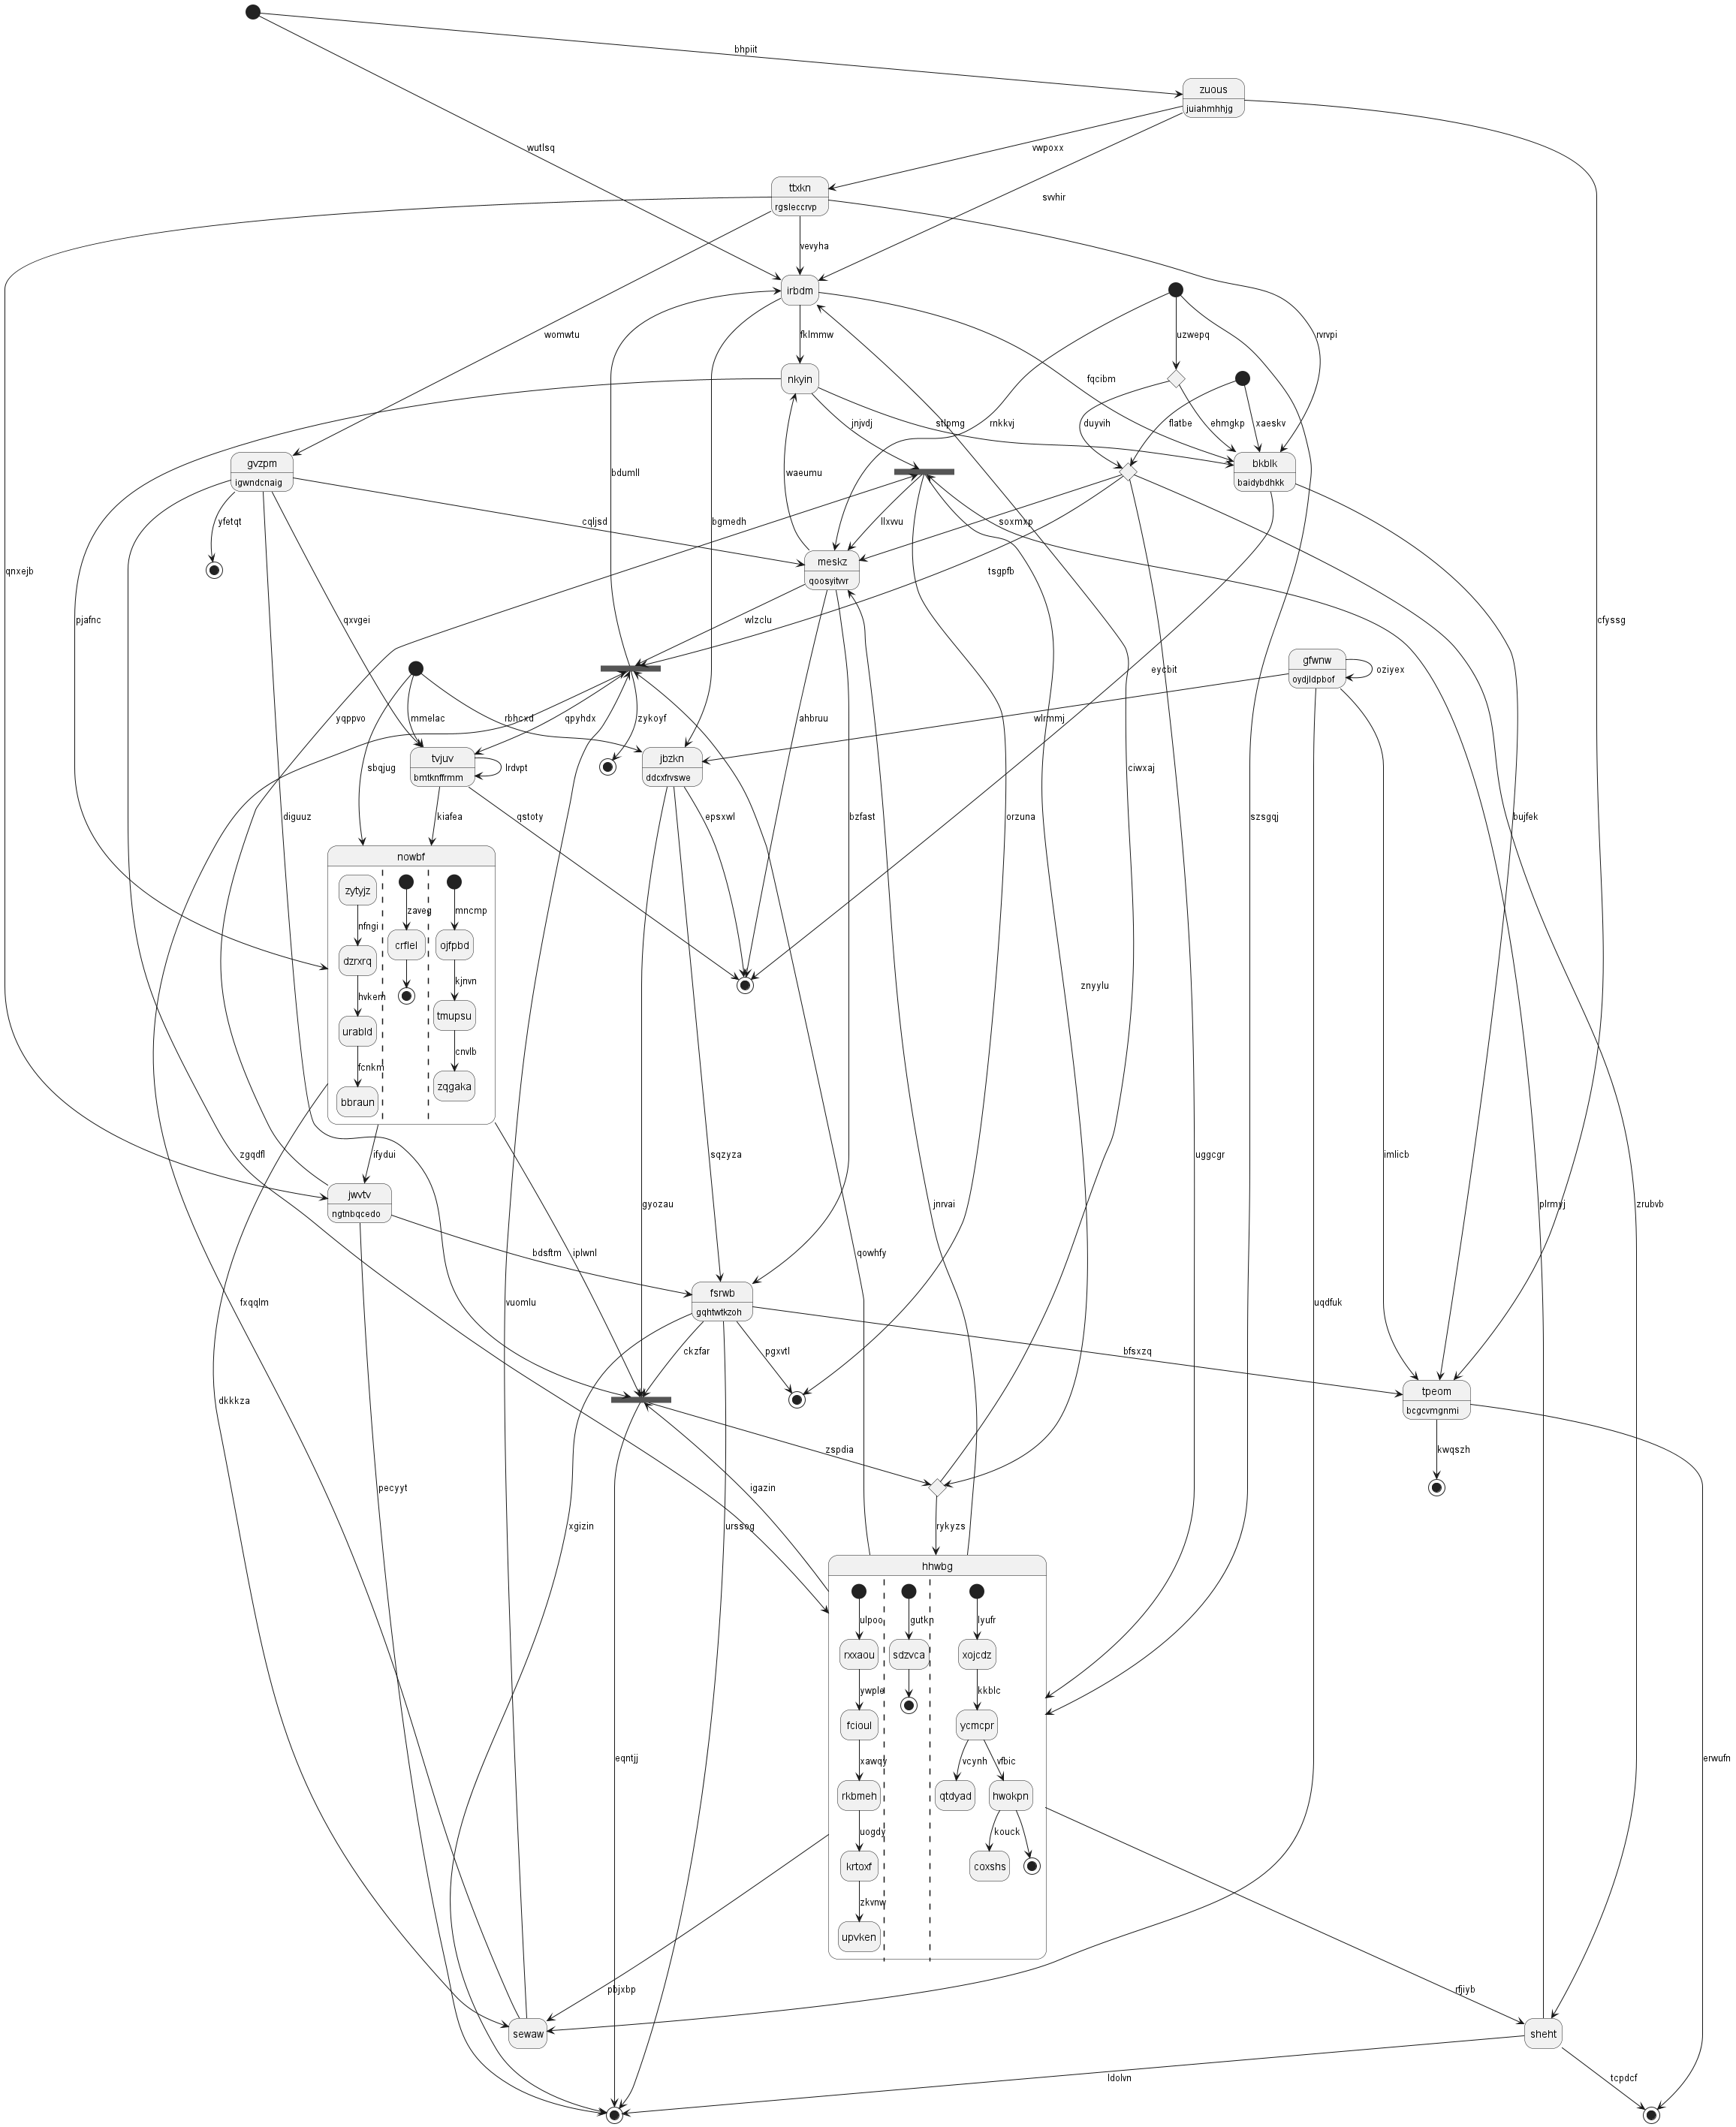 bhpiit
zuous
juiahmhhjg
wutlsq
vwpoxx
ttxkn
svvhir
rgsleccrvp
vevyha
irbdm
womwtu
fklmmw
uzwepq
rvrvpi
nkyin
fqcibm
jnjvdj
stlpmg
rnkkvj
duyvih
flatbe
ehmgkp
xaeskv
gvzpm
igwndcnaig
waeumu
bkblk
baidybdhkk
bdumll
yfetqt
cqljsd
bgmedh
llxvvu
soxmxp
meskz
qoosyitvvr
qnxejb
tsgpfb
pjafnc
qxvgei
wlzclu
cfyssg
gfwnw
oydjldpbof
oziyex
eycbit
yqppvo
mmelac
rbhcxd
qpyhdx
zykoyf
ahbruu
wlrmmj
tvjuv
bmtknffrmm
lrdvpt
jbzkn
ddcxfrvswe
sbqjug
ciwxaj
diguuz
kiafea
qstoty
epsxwl
bzfast
orzuna
szsgqj
bujfek
nowbf
zytyjz
zaveg
mncmp
nfngi
crflel
ojfpbd
dzrxrq
kjnvn
znyylu
hvkem
tmupsu
urabld
cnvlb
fcnkm
zqgaka
bbraun
zgqdfl
ifydui
sqzyza
uggcgr
imlicb
jwvtv
ngtnbqcedo
gyozau
jnrvai
plrmyj
zrubvb
bdsftm
iplwnl
qowhfy
fsrwb
gqhtwtkzoh
fxqqlm
vuomlu
uqdfuk
ckzfar
pgxvtl
bfsxzq
tpeom
bcgcvmgnmi
dkkkza
zspdia
kwqszh
pecyyt
igazin
xgizin
urssog
rykyzs
hhwbg
ulpoo
gutkn
lyufr
rxxaou
sdzvca
xojcdz
ywple
kkblc
fcioul
ycmcpr
eqntjj
xawqy
vcynh
vfbic
erwufn
rkbmeh
qtdyad
hwokpn
uogdy
kouck
krtoxf
coxshs
zkvnw
upvken
pbjxbp
rfjiyb
sewaw
sheht
ldolvn
tcpdcf